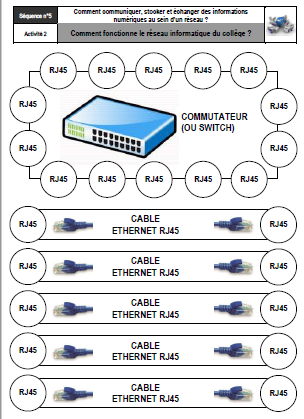 Séquence n°5
Comment communiquer, stocker et échanger des informations
numériques au sein d'un réseau ?
Activité 2
Comment fonctionne le réseau informatique du collège ?
RJ45 RJ45 RJ45 RJ45 RJ45
RJ45 RJ45
COMMUTATEUR
(OU SWITCH)
RJ45 RJ45
RJ45 RJ45 RJ45 RJ45 RJ45
RJ45 CABLE RJ45
ETHERNET RJ45
RJ45 CABLE RJ45
ETHERNET RJ45
RJ45 CABLE RJ45
ETHERNET RJ45
RJ45 CABLE RJ45
ETHERNET RJ45
RJ45 CABLE RJ45
ETHERNET RJ45